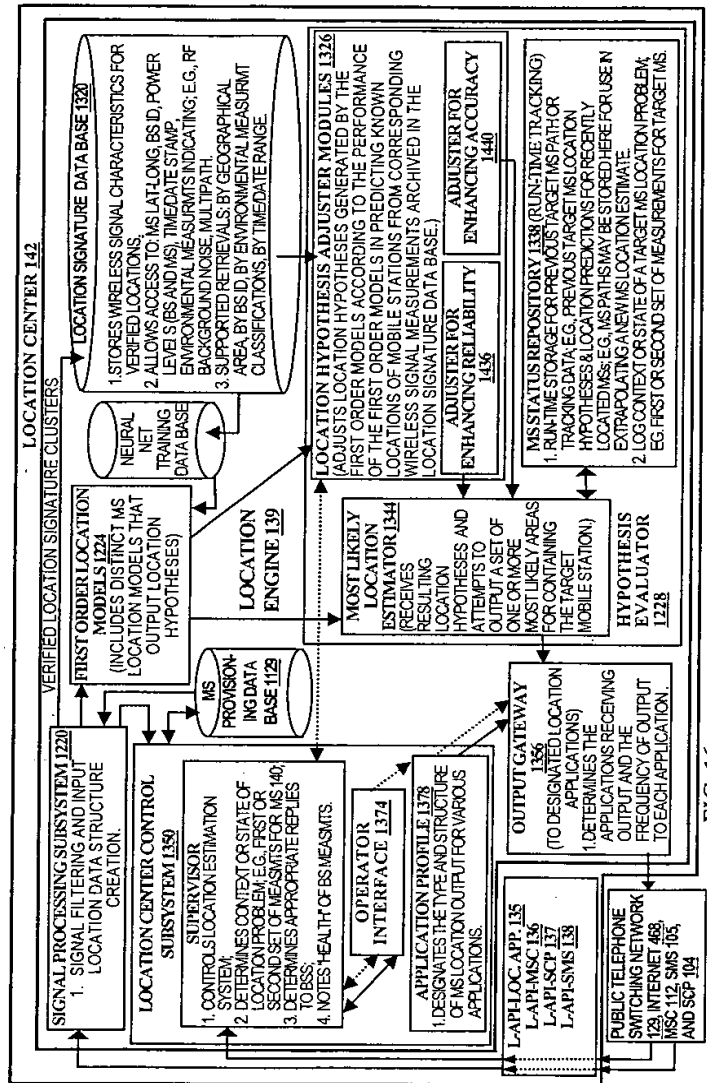 LOCATION CENTER 142
VERIFIED LOCATION SIGNATURE CLUSTERS
SIGNAL PROCESSING SUBSYSTEM 1220
1. SIGNAL FILTERING AND INPUT
LOCATION DATA STRUCTURE
CREATION.
FIRST ORDER LOCATION
MODELS 1224
(INCLUDES DISTINCT MS
LOCATION MODELS THAT
OUTPUT LOCATION
HYPOTHESES)
NEURAL
NET
TRAINING
DATA BASE
LOCATION SIGNATURE DATA BASE 1320
1.STORES WIRELESS SIGNAL CHARACTERISTICS FOR
VERIFIED LOCATIONS,
2. ALLOWS ACCESS TO: MS LAT-LONG, BS ID, POWER
LEVELS (BS AND MS), TIME/DATE STAMP,
ENVIRONMENTAL MEASURMTS INDICATING; E.G., RF
BACKGROUND NOISE, MULTIPATH.
3. SUPPORTED RETRIEVALS: BY GEOGRAPHICAL
AREA, BY BS ID, BY ENVIRONMENTAL MEASURMT
CLASSIFICATIONS, BY TIME/DATE RANGE.
LOCATION CENTER CONTROL
SUBSYSTEM 1350
MS
PROVISION-
ING DATA
BASE 1129
LOCATION
ENGINE 139
SUPERVISOR
1. CONTROLS LOCATION ESTIMATION
SYSTEM;
2. DETERMINES CONTEXT OR STATE OF
LOCATION PROBLEM; E.G., FIRST OR
SECOND SET OF MEASMTS FOR MS 140;
3. DETERMINES APPROPRIATE REPLIES
TO BSS;
4. NOTES "HEALTH" OF BS MEASMTS.
OPERATOR
INTERFACE 1374
APPLICATION PROFILE 1378
1.DESIGNATES THE TYPE AND STRUCTURE
OF MS LOCATION OUTPUT FOR VARIOUS
APPLICATIONS.
LOCATION HYPOTHESIS ADJUSTER MODULES 1326
(ADJUSTS LOCATION HYPOTHESES GENERATED BY THE
FIRST ORDER MODELS ACCORDING TO THE PERFORMANCE
OF THE FIRST ORDER MODELS IN PREDICTING KNOWN
LOCATIONS OF MOBILE STATIONS FROM CORRESPONDING
WIRELESS SIGNAL MEASUREMENTS ARCHIVED IN THE
LOCATION SIGNATURE DATA BASE.)
ADJUSTER FOR
ENHANCING RELIABILITY
1436
ADJUSTER FOR
ENHANCING ACCURACY
1440
MOST LIKELY
LOCATION
ESTIMATOR 1344
(RECEIVES
RESULTING
LOCATION
HYPOTHESES AND
ATTEMPTS TO
OUTPUT A SET OF
ONE OR MORE
MOST LIKELY AREAS
FOR CONTAINING
THE TARGET
MOBILE STATION.)
MS STATUS REPOSITORY 1338 (RUN-TIME TRACKING)
1. RUN-TIME STORAGE FOR PREVIOUS TARGET MS PATH OR
TRACKING DATA; E.G., PREVIOUS TARGET MS LOCATION
HYPOTHESES & LOCATION PREDICTIONS FOR RECENTLY
LOCATED MSs; E.G., MS PATHS MAY BE STORED HERE FOR USE IN
EXTRAPOLATING A NEW MS LOCATION ESTIMATE.
2. LOG CONTEXT OR STATE OF A TARGET MS LOCATION PROBLEM;
EG. FIRST OR SECOND SET OF MEASUREMENTS FOR TARGET MS.
HYPOTHESIS
EVALUATOR
1228
L-API-LOC. APP. 135
L-API-MSC 136
L-API-SCP 137
L-API-SMS 138
OUTPUT GATEWAY
1356
(TO DESIGNATED LOCATION
APPLICATIONS)
1.DETERMINES THE
APPLICATIONS RECEIVING
OUTPUT AND THE
FREQUENCY OF OUTPUT
TO EACH APPLICATION.
PUBLIC TELEPHONE
SWITCHING NETWORK
129, INTERNET 468,
MSC 112, SMS 105,
AND SCP 104